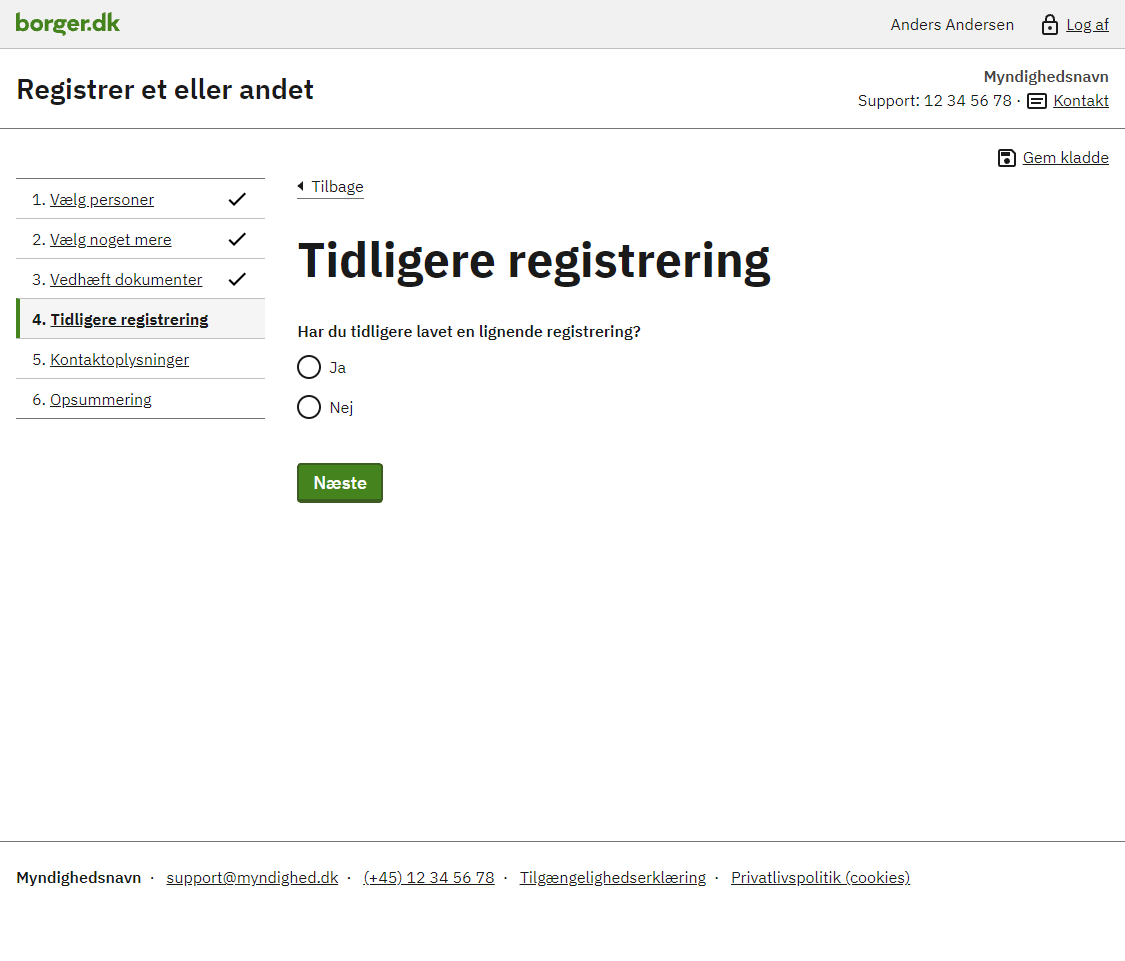 borger.dk
Anders Andersen Log af
Registrer et eller andet
Myndighedsnavn
Support: 12 34 56 78 · Kontakt
Gem kladde
1. Vælg personer
2. Vælg noget mere
3. Vedhæft dokumenter
4. Tidligere registrering
5. Kontaktoplysninger
6. Opsummering
Tilbage
Tidligere registrering
Har du tidligere lavet en lignende registrering?
Ja
Nej
Næste
Myndighedsnavn · support@myndighed.dk · (+45) 12 34 56 78 · Tilgængelighedserklæring · Privatlivspolitik (cookies)